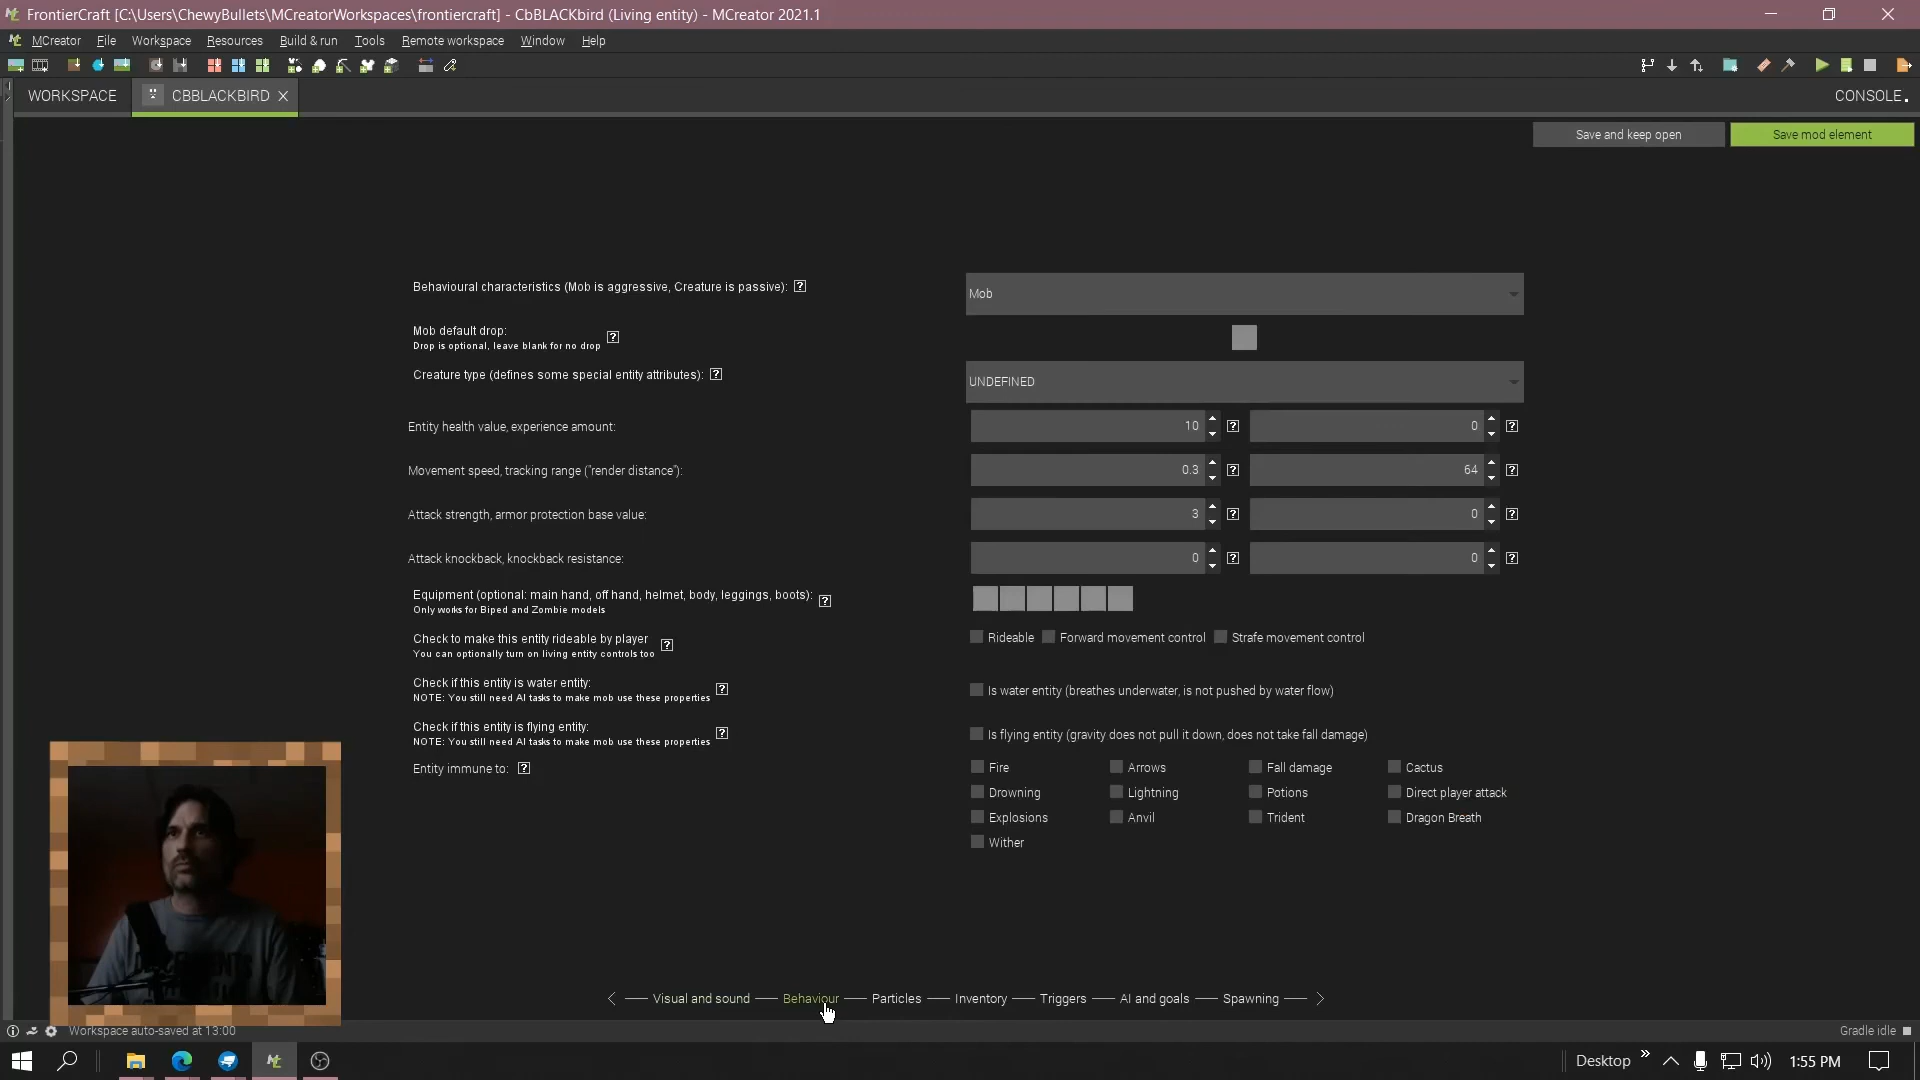 FrontierCraft [C:\Users\ChewyBullets\MCreatorWorkspaces\frontiercraft] - CbBLACKbird (Living entity) - MCreator 2021.1
MCreator File Workspace Resources Build & run Tools Remote workspace Window Help
WORKSPACE CBBLACKBIRD CONSOLE
Save and keep open Save mod element
Behavioural characteristics (Mob is aggressive, Creature is passive): ? Mob
Mob default drop: ?
Drop is optional, leave blank for no drop
Creature type (defines some special entity attributes): ? UNDEFINED
Entity health value, experience amount: 10 ? 0 ?
Movement speed, tracking range ("render distance"): 0.3 ? 64 ?
Attack strength, armor protection base value: 3 ? 0 ?
Attack knockback, knockback resistance: 0 ? 0 ?
Equipment (optional: main hand, off hand, helmet, body, leggings, boots): ?
Only works for Biped and Zombie models
Check to make this entity rideable by player ? Rideable Forward movement control Strafe movement control
You can optionally turn on living entity controls too
Check if this entity is water entity: ? Is water entity (breathes underwater, is not pushed by water flow)
NOTE: You still need AI tasks to make mob use these properties
Check if this entity is flying entity: ? Is flying entity (gravity does not pull it down, does not take fall damage)
NOTE: You still need AI tasks to make mob use these properties
Entity immune to: ? Fire Arrows Fall damage Cactus
Drowning Lightning Potions Direct player attack
Explosions Anvil Trident Dragon Breath
Wither
Visual and sound Behaviour Particles Inventory Triggers AI and goals Spawning
Workspace auto-saved at 13:00 Gradle idle
Desktop 1:55 PM